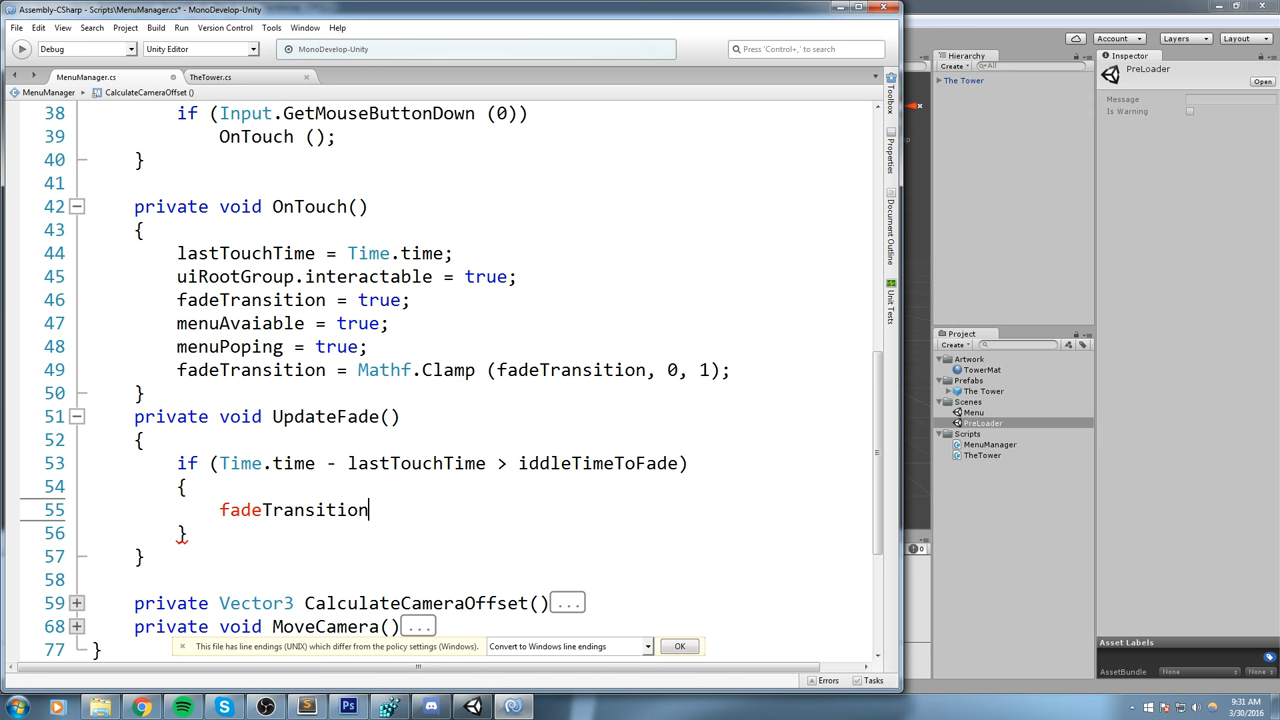 Assembly-CSharp - Scripts\MenuManager.cs* - MonoDevelop-Unity
File Edit View Search Project Build Run Version Control Tools Window Help
Debug Unity Editor MonoDevelop-Unity Press 'Control+,' to search
MenuManager.cs TheTower.cs
MenuManager CalculateCameraOffset ()
38 if (Input.GetMouseButtonDown (0))
39 OnTouch ();
40 }
41
42 private void OnTouch()
43 {
44 lastTouchTime = Time.time;
45 uiRootGroup.interactable = true;
46 fadeTransition = true;
47 menuAvaiable = true;
48 menuPoping = true;
49 fadeTransition = Mathf.Clamp (fadeTransition, 0, 1);
50 }
51 private void UpdateFade()
52 {
53 if (Time.time - lastTouchTime > iddleTimeToFade)
54 {
55 fadeTransition
56 }
57 }
58
59 private Vector3 CalculateCameraOffset()...
68 private void MoveCamera()...
77 }
This file has line endings (UNIX) which differ from the policy settings (Windows). Convert to Windows line endings OK
Errors Tasks
Toolbox
Properties
Document Outline
Unit Tests
Account Layers Layout
Hierarchy
Create All
The Tower
Project
Create
Artwork
TowerMat
Prefabs
The Tower
Scenes
Menu
PreLoader
Scripts
MenuManager
TheTower
0
Inspector
PreLoader
Open
Message
Is Warning
Asset Labels
AssetBundle None None
9:31 AM
3/30/2016